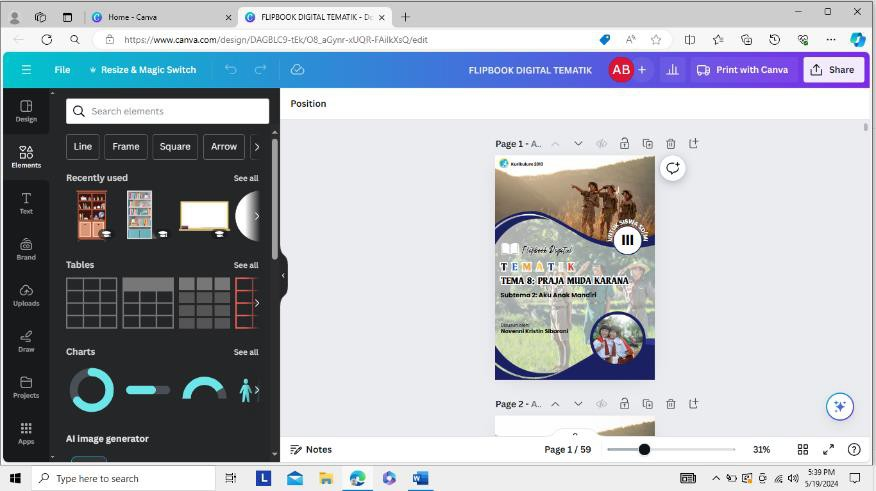 Home - Canva
FLIPBOOK DIGITAL TEMATIK - De
https://www.canva.com/design/DAGBLC9-tEk/O8_aGynr-xUQR-FAilkXsQ/edit
File
Resize & Magic Switch
FLIPBOOK DIGITAL TEMATIK
AB
Print with Canva
Share
Design
Elements
Text
Brand
Uploads
Draw
Projects
Apps
Search elements
Line
Frame
Square
Arrow
Recently used
See all
Tables
See all
Charts
See all
AI image generator
Position
Page 1 - A..
Kurikulum 2013
UNTUK SISWA SD/MI
III
Flipbook Digital
TEMATIK
TEMA 8: PRAJA MUDA KARANA
Subtema 2: Aku Anak Mandiri
Disusun oleh:
Novenni Kristin Sibarani
Page 2 - A..
Notes
Page 1 / 59
31%
Type here to search
L
5:39 PM
5/19/2024